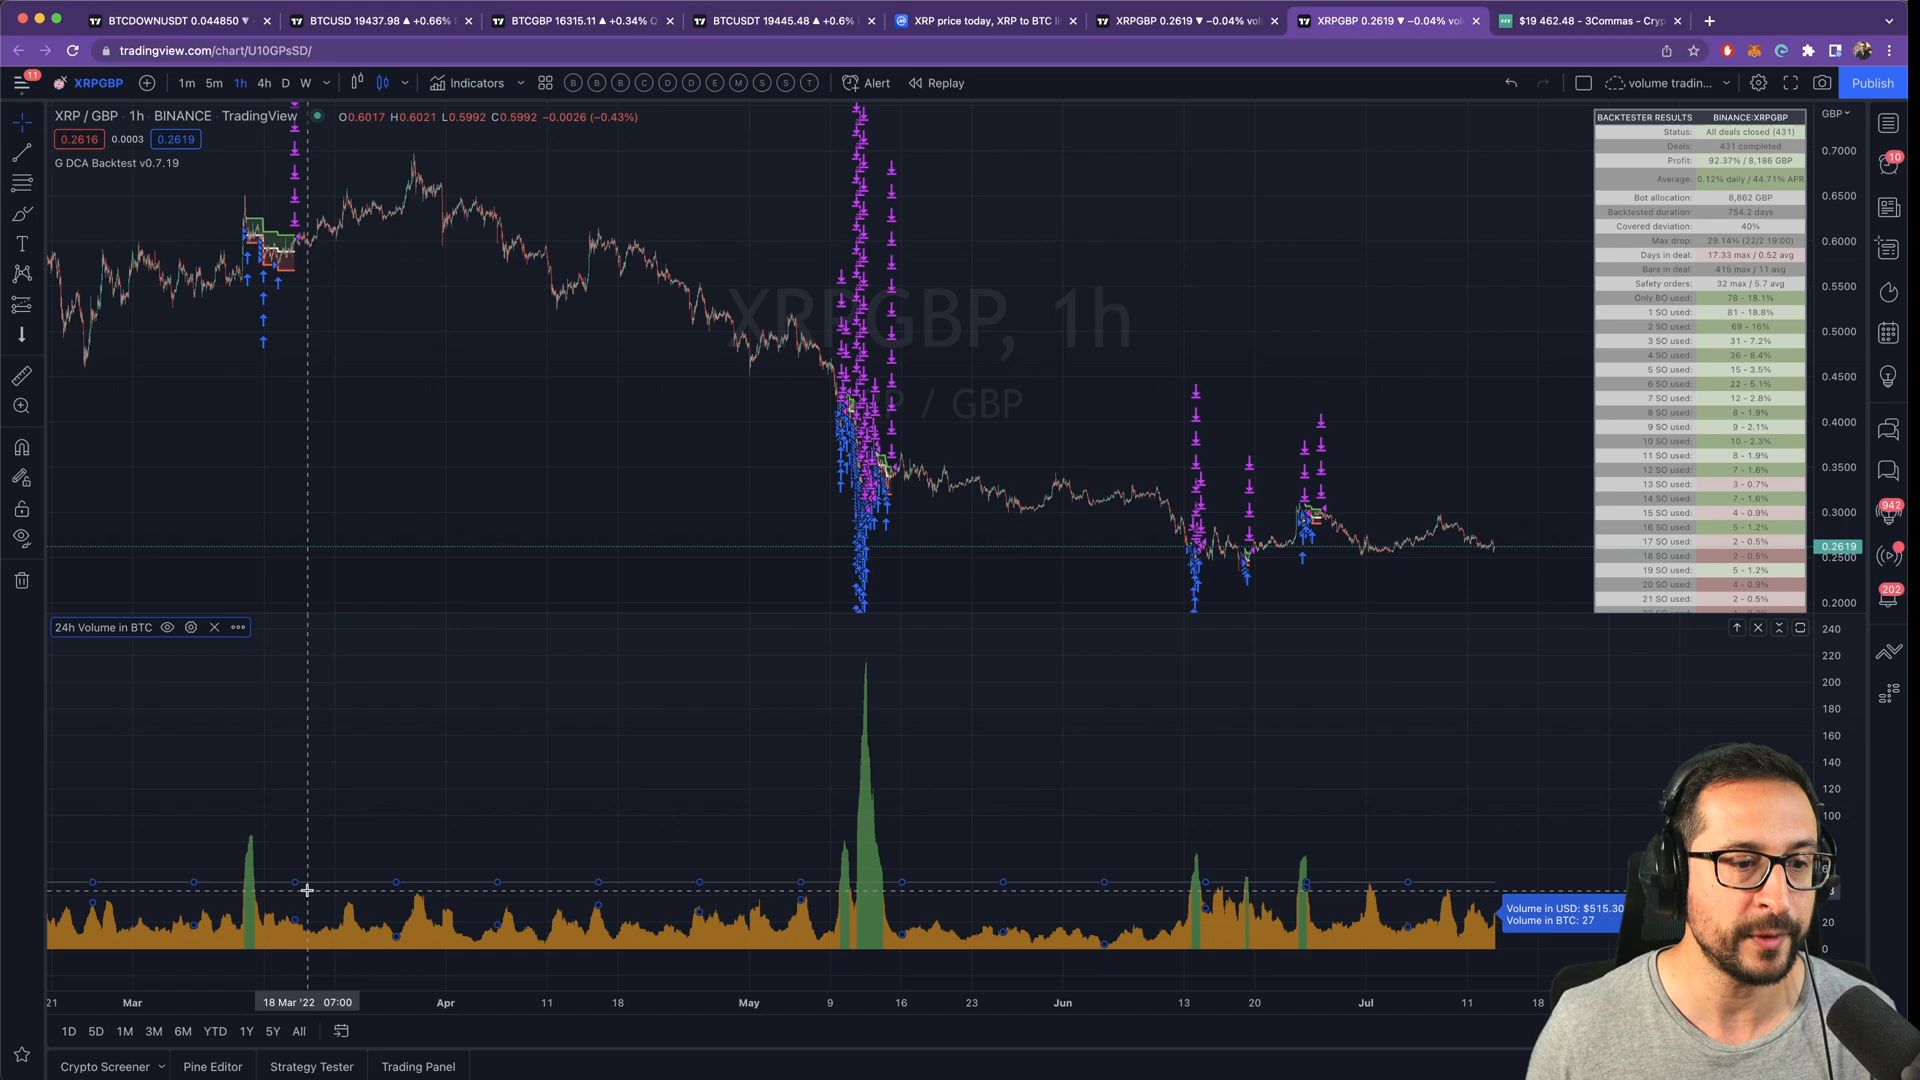 BTCDOWNUSDT 0.044850
BTCUSD 19437.98 ▲ +0.66%
BTCGBP 16315.11 ▲ +0.34%
BTCUSDT 19445.48 ▲ +0.6%
XRP price today, XRP to BTC li
XRPGBP 0.2619 ▼ −0.04% vol
XRPGBP 0.2619 ▼ −0.04% vol
$19 462.48 - 3Commas - Cryp
tradingview.com/chart/U10GPsSD/
11
XRPGBP
1m 5m 1h 4h D W
Indicators
B B B C D D E M S S T
Alert
Replay
volume tradin...
Publish
XRP / GBP · 1h · BINANCE · TradingView
O0.6017 H0.6021 L0.5992 C0.5992 −0.0026 (−0.43%)
0.2616 0.0003 0.2619
G DCA Backtest v0.7.19
XRPGBP, 1h
/ GBP
BACKTESTER RESULTS BINANCE:XRPGBP
Status: All deals closed (431)
Deals: 431 completed
Profit: 92.37% / 8,186 GBP
Average: 0.12% daily / 44.71% APR
Bot allocation: 8,862 GBP
Backtested duration: 754.2 days
Covered deviation: 40%
Max drop: 29.14% (22/2 19:00)
Days in deal: 17.33 max / 0.52 avg
Bars in deal: 415 max / 11 avg
Safety orders: 32 max / 5.7 avg
Only BO used: 78 - 18.1%
1 SO used: 81 - 18.8%
2 SO used: 69 - 16%
3 SO used: 31 - 7.2%
4 SO used: 36 - 8.4%
5 SO used: 15 - 3.5%
6 SO used: 22 - 5.1%
7 SO used: 12 - 2.8%
8 SO used: 8 - 1.9%
9 SO used: 9 - 2.1%
10 SO used: 10 - 2.3%
11 SO used: 8 - 1.9%
12 SO used: 7 - 1.6%
13 SO used: 3 - 0.7%
14 SO used: 7 - 1.6%
15 SO used: 4 - 0.9%
16 SO used: 5 - 1.2%
17 SO used: 2 - 0.5%
18 SO used: 2 - 0.5%
19 SO used: 5 - 1.2%
20 SO used: 4 - 0.9%
21 SO used: 2 - 0.5%
GBP
0.7000
0.6500
0.6000
0.5500
0.5000
0.4500
0.4000
0.3500
0.3000
0.2619
0.2500
0.2000
10
942
202
24h Volume in BTC
240
220
200
180
160
140
120
100
20
0
Volume in USD: $515.30
Volume in BTC: 27
21 Mar 18 Mar '22 07:00 Apr 11 18 May 9 16 23 Jun 13 20 Jul 11 18
1D 5D 1M 3M 6M YTD 1Y 5Y All
Crypto Screener
Pine Editor
Strategy Tester
Trading Panel